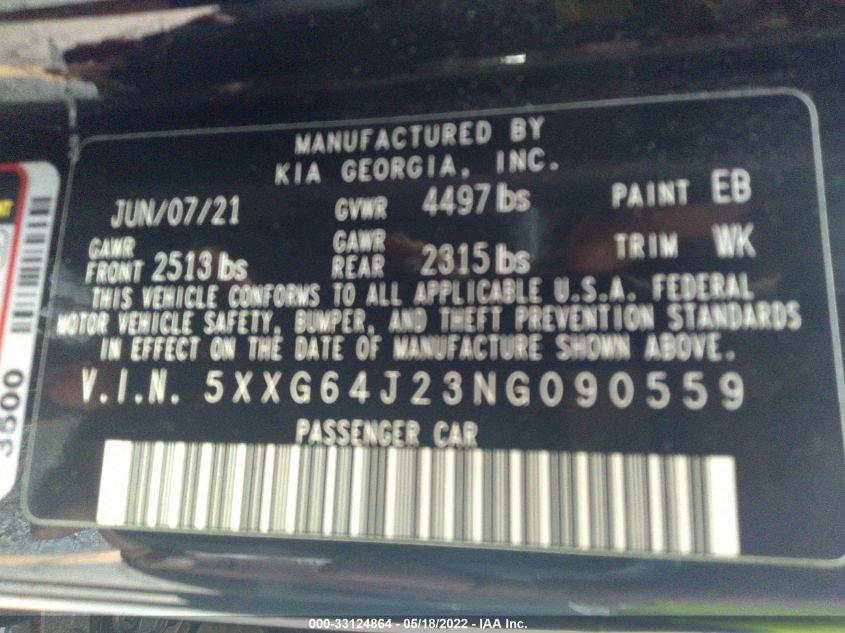 MANUFACTURED BY
KIA GEORGIA, INC.
JUN/07/21 GVWR 4497 lbs PAINT EB
GAWR FRONT 2513 lbs GAWR REAR 2315 lbs TRIM WK
THIS VEHICLE CONFORMS TO ALL APPLICABLE U.S.A. FEDERAL
MOTOR VEHICLE SAFETY, BUMPER, AND THEFT PREVENTION STANDARDS
IN EFFECT ON THE DATE OF MANUFACTURE SHOWN ABOVE.
V.I.N. 5XXG64J23NG090559
PASSENGER CAR
3500
000-33124864 - 05/18/2022 - IAA Inc.